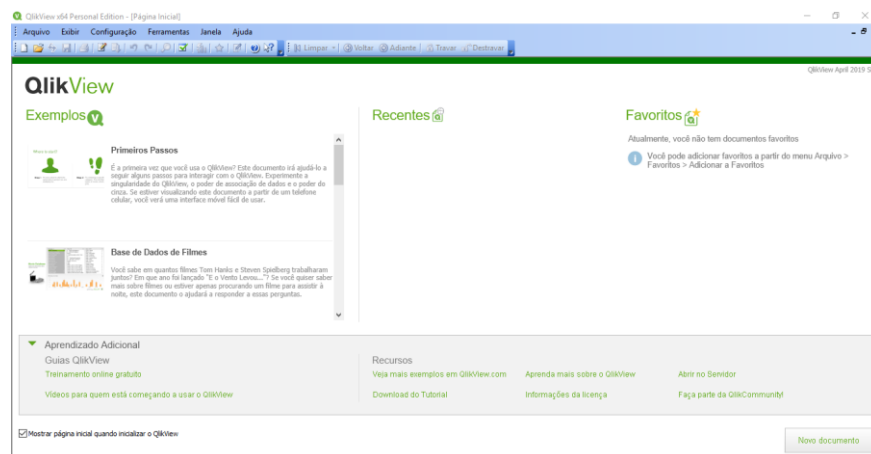 QlikView x64 Personal Edition - [Página Inicial]
Arquivo Exibir Configuração Ferramentas Janela Ajuda
Limpar Voltar Adiante Travar Destravar
QlikView April 2019 S
QlikView
Exemplos
Primeiros Passos
É a primeira vez que você usa o QlikView? Este documento irá ajudá-lo a
seguir alguns passos para interagir com o QlikView. Experimente a
singularidade do QlikView, o poder de associação de dados e o poder do
cinza. Se estiver visualizando este documento a partir de um telefone
celular, você verá uma interface móvel fácil de usar.
Base de Dados de Filmes
Você sabe em quantos filmes Tom Hanks e Steven Spielberg trabalharam
juntos? Em que ano foi lançado "E o Vento Levou..."? Se você quiser saber
mais sobre filmes ou estiver apenas procurando um filme para assistir à
noite, este documento o ajudará a responder a essas perguntas.
Recentes
Favoritos
Atualmente, você não tem documentos favoritos
Você pode adicionar favoritos a partir do menu Arquivo >
Favoritos > Adicionar a Favoritos
Aprendizado Adicional
Guias QlikView
Treinamento online gratuito
Vídeos para quem está começando a usar o QlikView
Recursos
Veja mais exemplos em QlikView.com
Aprenda mais sobre o QlikView
Abrir no Servidor
Download do Tutorial
Informações da licença
Faça parte da QlikCommunity!
Mostrar página inicial quando inicializar o QlikView
Novo documento